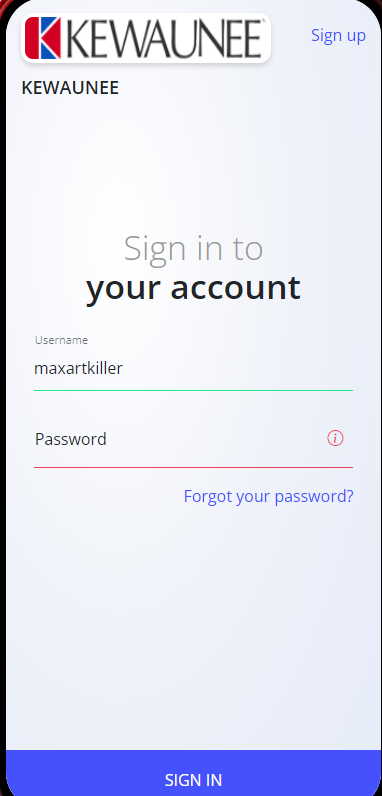 KEWAUNEE
Sign up
KEWAUNEE
Sign in to
your account
Username
maxartkiller
Password
Forgot your password?
SIGN IN